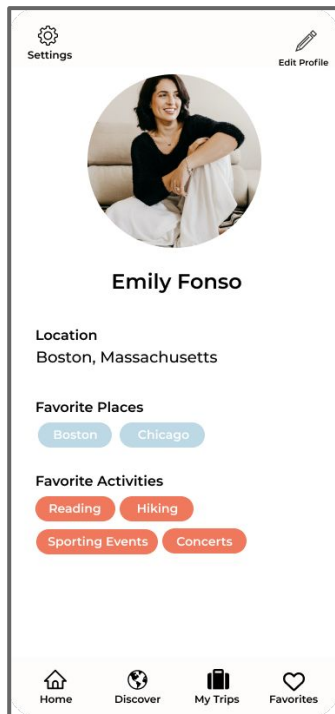 Settings
Edit Profile
Emily Fonso
Location
Boston, Massachusetts
Favorite Places
Boston Chicago
Favorite Activities
Reading Hiking
Sporting Events Concerts
Home Discover My Trips Favorites